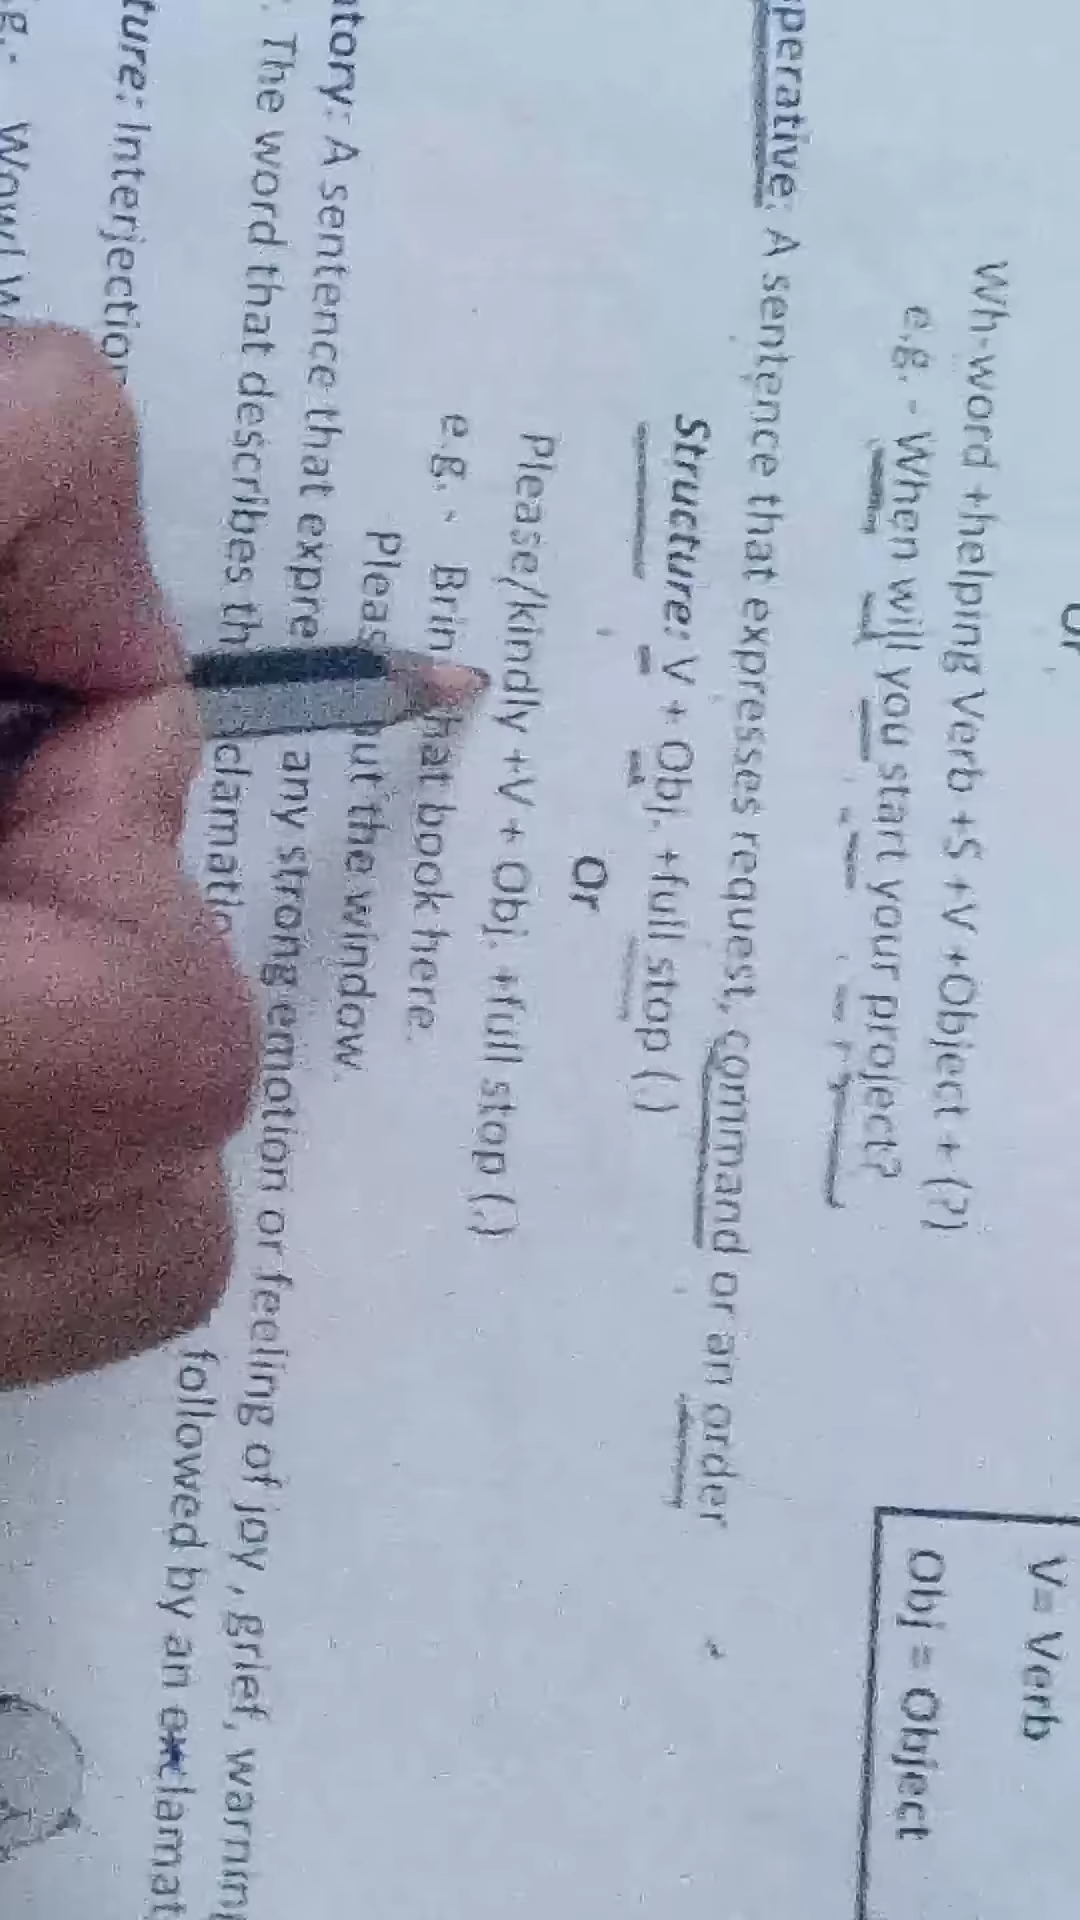 Or
V= Verb
Wh-word +helping Verb +S +V +Object + (?)
Obj = Object
e.g. - When will you start your project?
perative: A sentence that expresses request, command or an order
Structure: V + Obj. +full stop (.)
Or
Please/kindly +V + Obj. +full stop (.)
e.g. - Brin hat book here.
Pleas ut the window.
atory: A sentence that expre any strong emotion or feeling of joy , grief, warnin
. The word that describes th clamati followed by an exclamat
ture: Interjection
g.- Wow! W